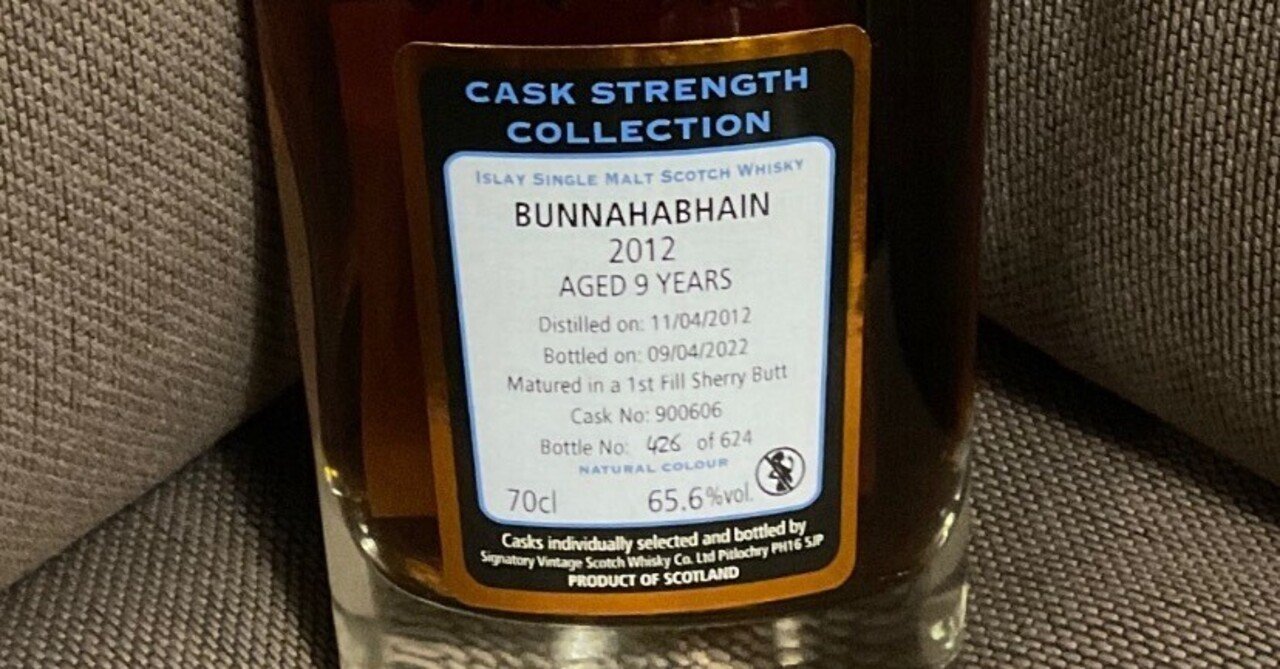 CASK STRENGTH
COLLECTION
ISLAY SINGLE MALT SCOTCH WHISKY
BUNNAHABHAIN
2012
AGED 9 YEARS
Distilled on: 11/04/2012
Bottled on: 09/04/2022
Matured in a 1st Fill Sherry Butt
Cask No: 900606
Bottle No: 426 of 624
NATURAL COLOUR
70cl 65.6%vol.
Casks individually selected and bottled by
Signatory Vintage Scotch Whisky Co. Ltd Pitlochry PH16 5JP
PRODUCT OF SCOTLAND